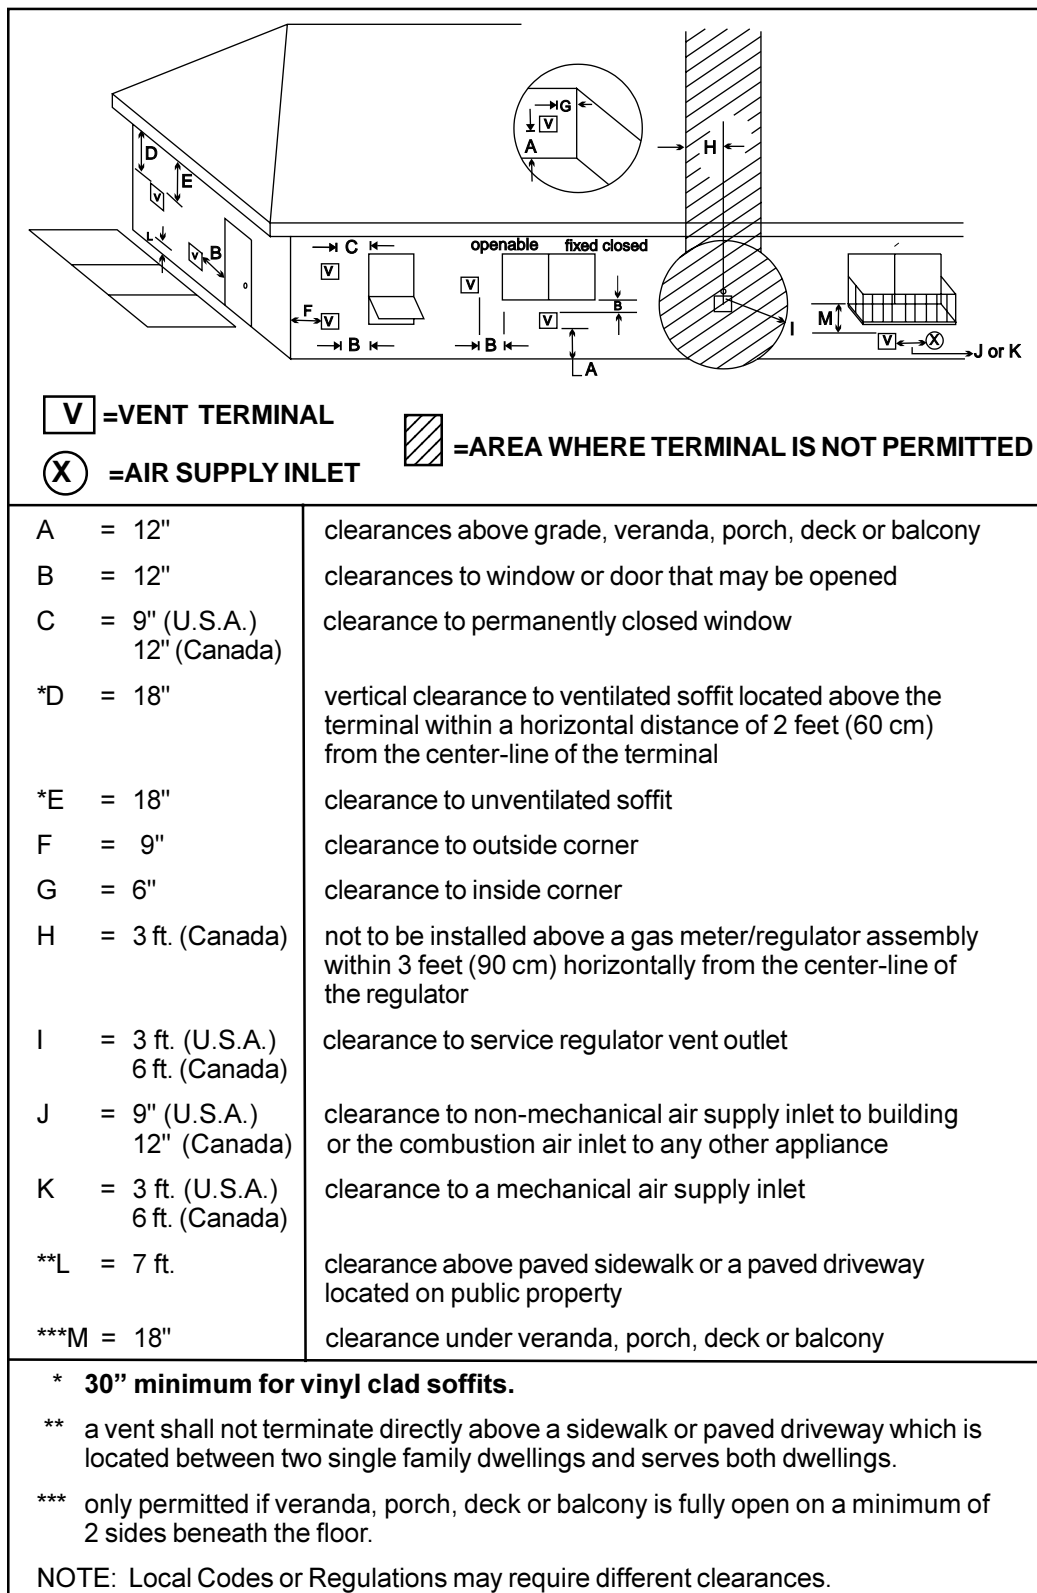 G
V
A
H
D
E
V
L
V
B
C
openable
fixed closed
V
V
F
V
B
V
B
B
A
I
M
V
X
J or K
V =VENT TERMINAL
X =AIR SUPPLY INLET
=AREA WHERE TERMINAL IS NOT PERMITTED
A = 12" clearances above grade, veranda, porch, deck or balcony
B = 12" clearances to window or door that may be opened
C = 9" (U.S.A.) clearance to permanently closed window
12" (Canada)
*D = 18" vertical clearance to ventilated soffit located above the
terminal within a horizontal distance of 2 feet (60 cm)
from the center-line of the terminal
*E = 18" clearance to unventilated soffit
F = 9" clearance to outside corner
G = 6" clearance to inside corner
H = 3 ft. (Canada) not to be installed above a gas meter/regulator assembly
within 3 feet (90 cm) horizontally from the center-line of
the regulator
I = 3 ft. (U.S.A.) clearance to service regulator vent outlet
6 ft. (Canada)
J = 9" (U.S.A.) clearance to non-mechanical air supply inlet to building
12" (Canada) or the combustion air inlet to any other appliance
K = 3 ft. (U.S.A.) clearance to a mechanical air supply inlet
6 ft. (Canada)
**L = 7 ft. clearance above paved sidewalk or a paved driveway
located on public property
***M = 18" clearance under veranda, porch, deck or balcony
* 30” minimum for vinyl clad soffits.
** a vent shall not terminate directly above a sidewalk or paved driveway which is
located between two single family dwellings and serves both dwellings.
*** only permitted if veranda, porch, deck or balcony is fully open on a minimum of
2 sides beneath the floor.
NOTE: Local Codes or Regulations may require different clearances.